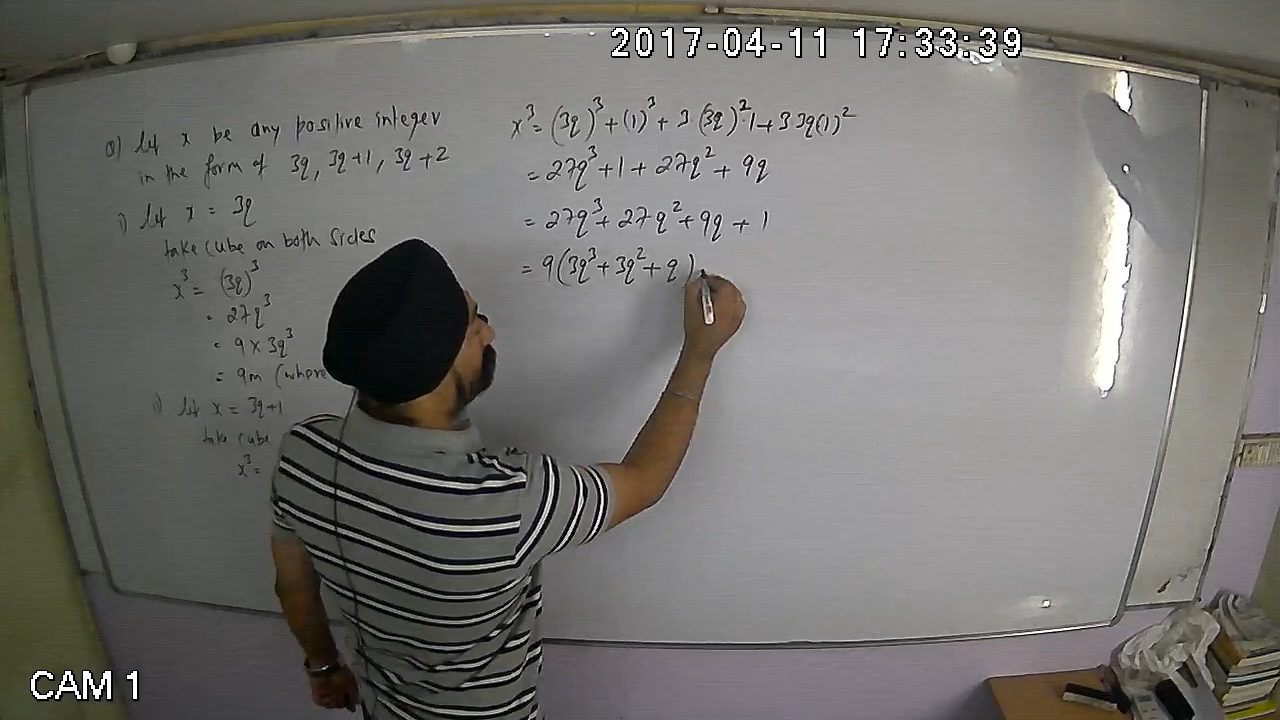 2017-04-11 17:33:39
Q) let x be any positive integer
in the form of 3q, 3q+1, 3q+2
i) let x = 3q
take cube on both sides
x³ = (3q)³
= 27q³
= 9 x 3q³
= 9m (where
let x = 3q+1
take cube
x³ =
x³ = (3q)³ + (1)³ + 3 (3q)²·1 + 3 3q(1)²
= 27q³ + 1 + 27q² + 9q
= 27q³ + 27q² + 9q + 1
= 9(3q³ + 3q² + q)
CAM 1